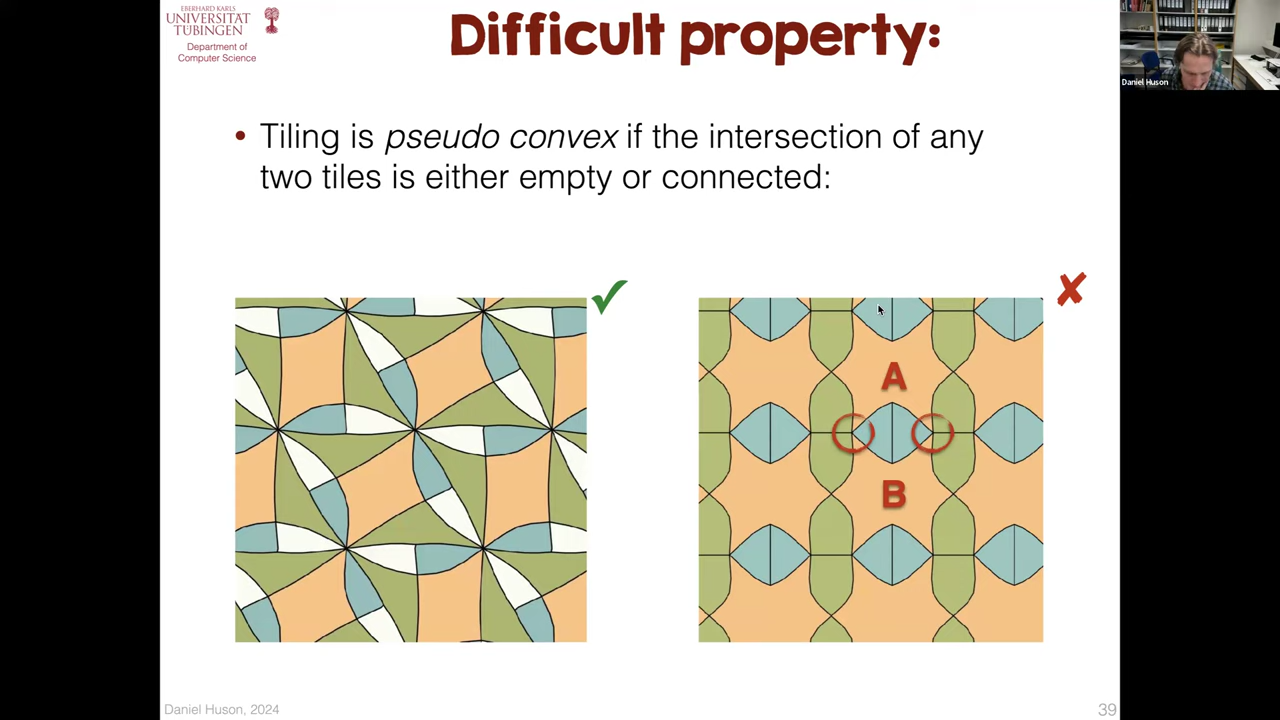 EBERHARD KARLS
UNIVERSITÄT
TÜBINGEN
Department of
Computer Science
Difficult property:
Daniel Huson
• Tiling is pseudo convex if the intersection of any
two tiles is either empty or connected:
A
B
Daniel Huson, 2024
39